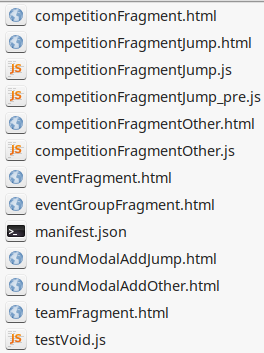 competitionFragment.html
competitionFragmentJump.html
competitionFragmentJump.js
competitionFragmentJump_pre.js
competitionFragmentOther.html
competitionFragmentOther.js
eventFragment.html
eventGroupFragment.html
manifest.json
roundModalAddJump.html
roundModalAddOther.html
teamFragment.html
testVoid.js